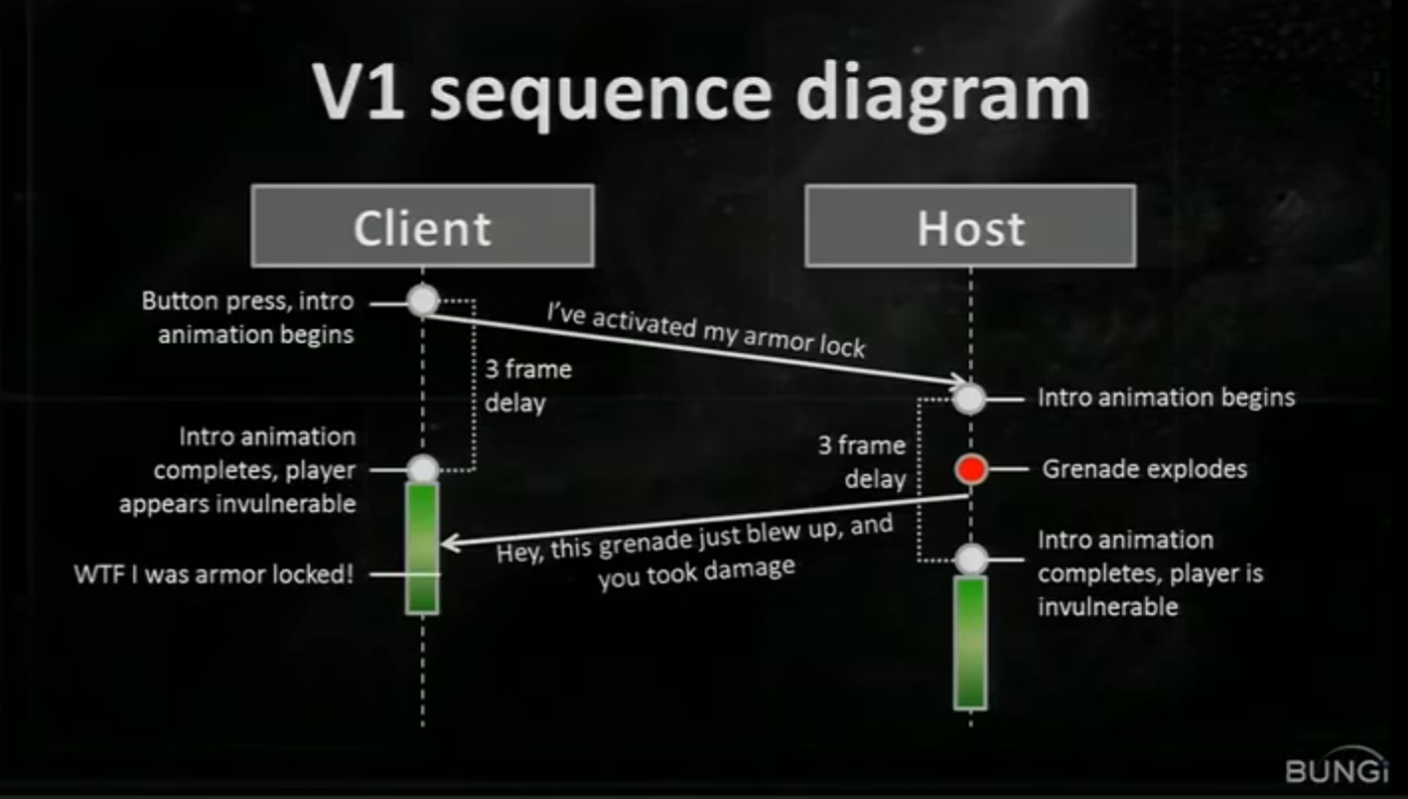 V1 sequence diagram
Client
Host
Button press, intro
animation begins
I've activated my armor lock
3 frame
delay
Intro animation begins
Intro animation
completes, player
appears invulnerable
3 frame
delay
Grenade explodes
Hey, this grenade just blew up, and
you took damage
WTF I was armor locked!
Intro animation
completes, player is
invulnerable
BUNGi